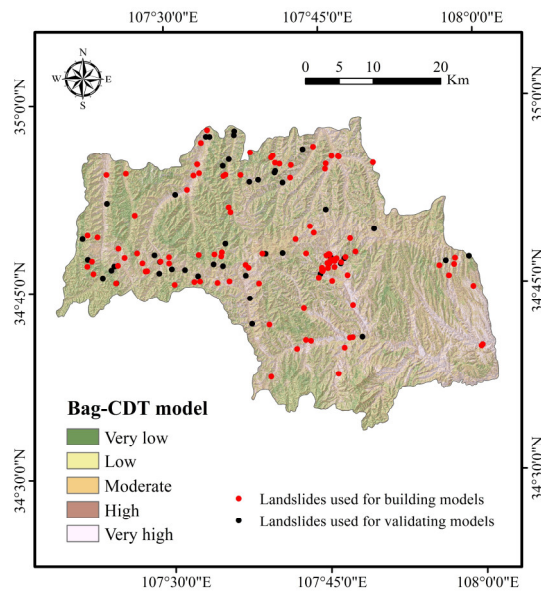 107°30'0"E 107°45'0"E 108°0'0"E
N
W E
S
0 5 10 20
Km
35°0'0"N 35°0'0"N
34°45'0"N 34°45'0"N
34°30'0"N 34°30'0"N
Bag-CDT model
Very low
Low
Moderate
High
Very high
Landslides used for building models
Landslides used for validating models
107°30'0"E 107°45'0"E 108°0'0"E